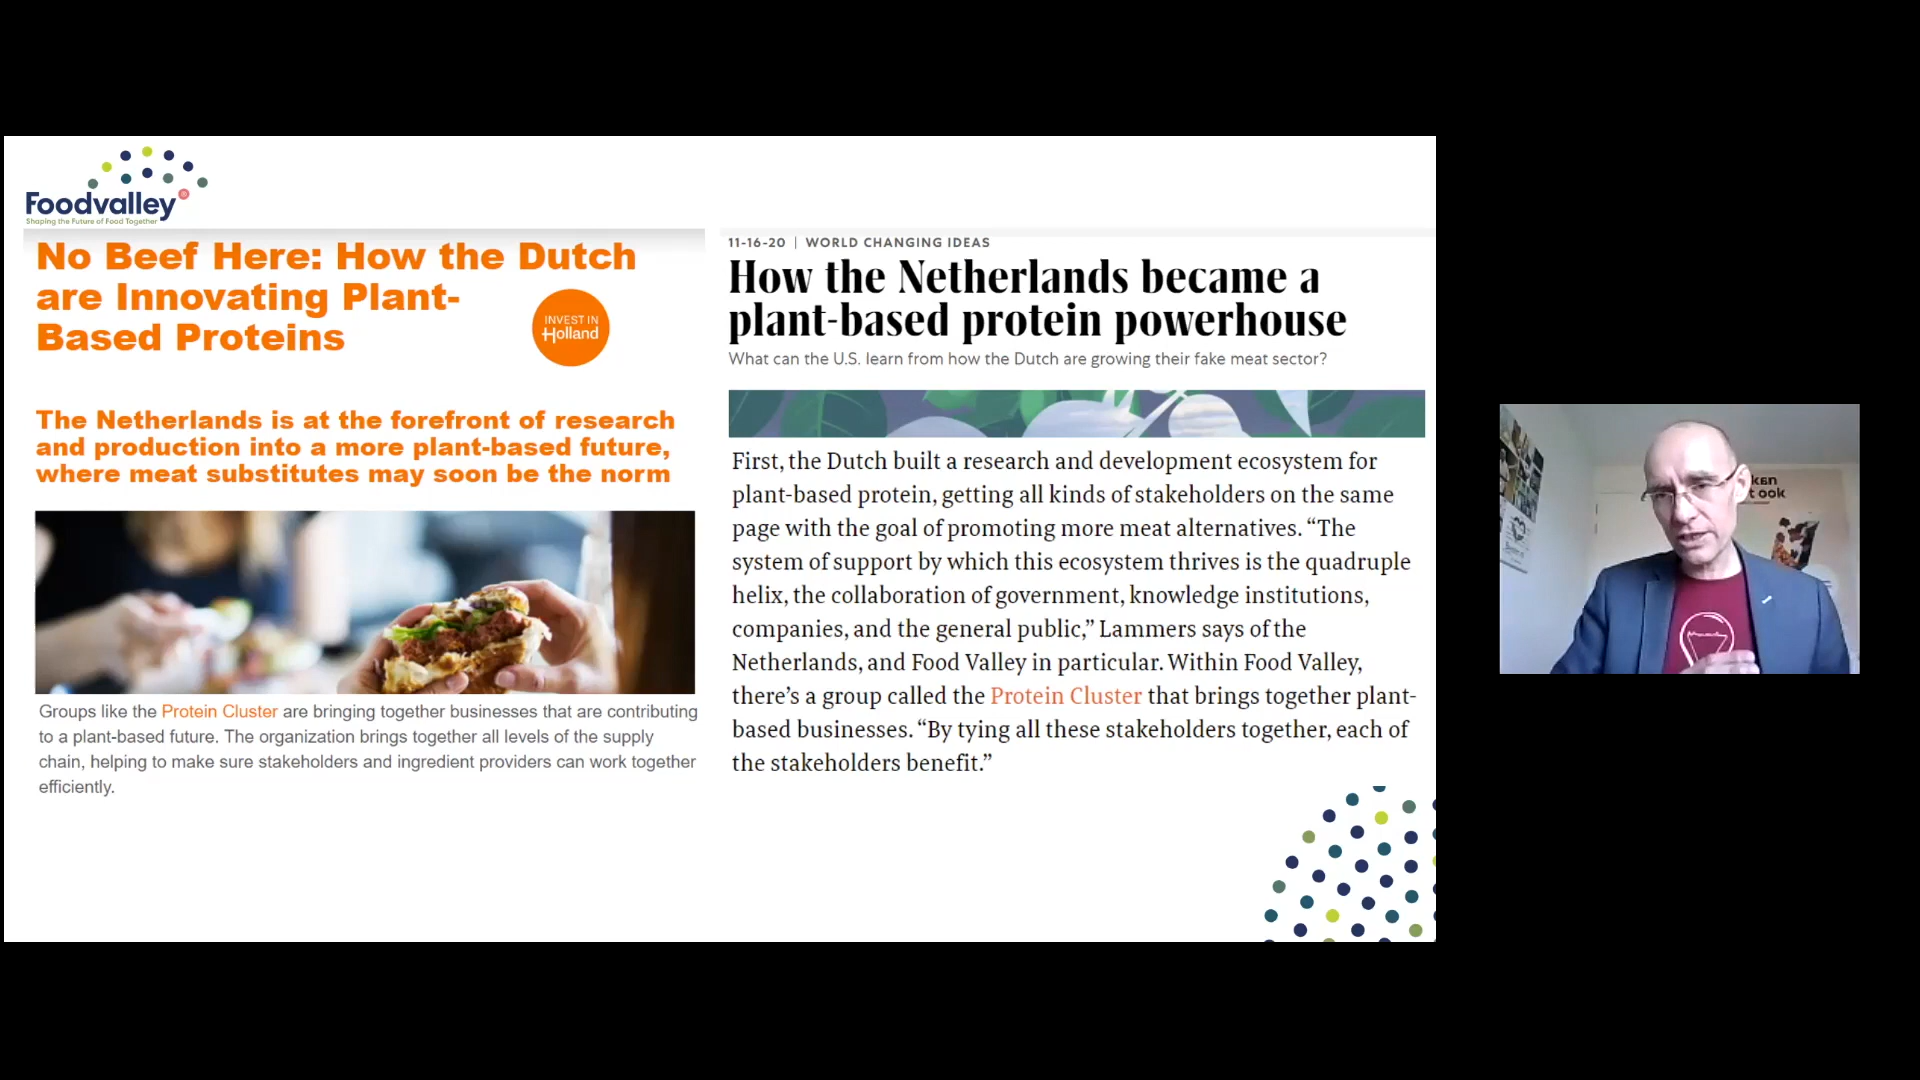 Foodvalley
Shaping the Future of Food Together
No Beef Here: How the Dutch
are Innovating Plant-
Based Proteins
INVEST IN
Holland
The Netherlands is at the forefront of research
and production into a more plant-based future,
where meat substitutes may soon be the norm
Groups like the Protein Cluster are bringing together businesses that are contributing
to a plant-based future. The organization brings together all levels of the supply
chain, helping to make sure stakeholders and ingredient providers can work together
efficiently.
11-16-20 | WORLD CHANGING IDEAS
How the Netherlands became a
plant-based protein powerhouse
What can the U.S. learn from how the Dutch are growing their fake meat sector?
First, the Dutch built a research and development ecosystem for
plant-based protein, getting all kinds of stakeholders on the same
page with the goal of promoting more meat alternatives. “The
system of support by which this ecosystem thrives is the quadruple
helix, the collaboration of government, knowledge institutions,
companies, and the general public,” Lammers says of the
Netherlands, and Food Valley in particular. Within Food Valley,
there’s a group called the Protein Cluster that brings together plant-
based businesses. “By tying all these stakeholders together, each of
the stakeholders benefit.”
kan
ook